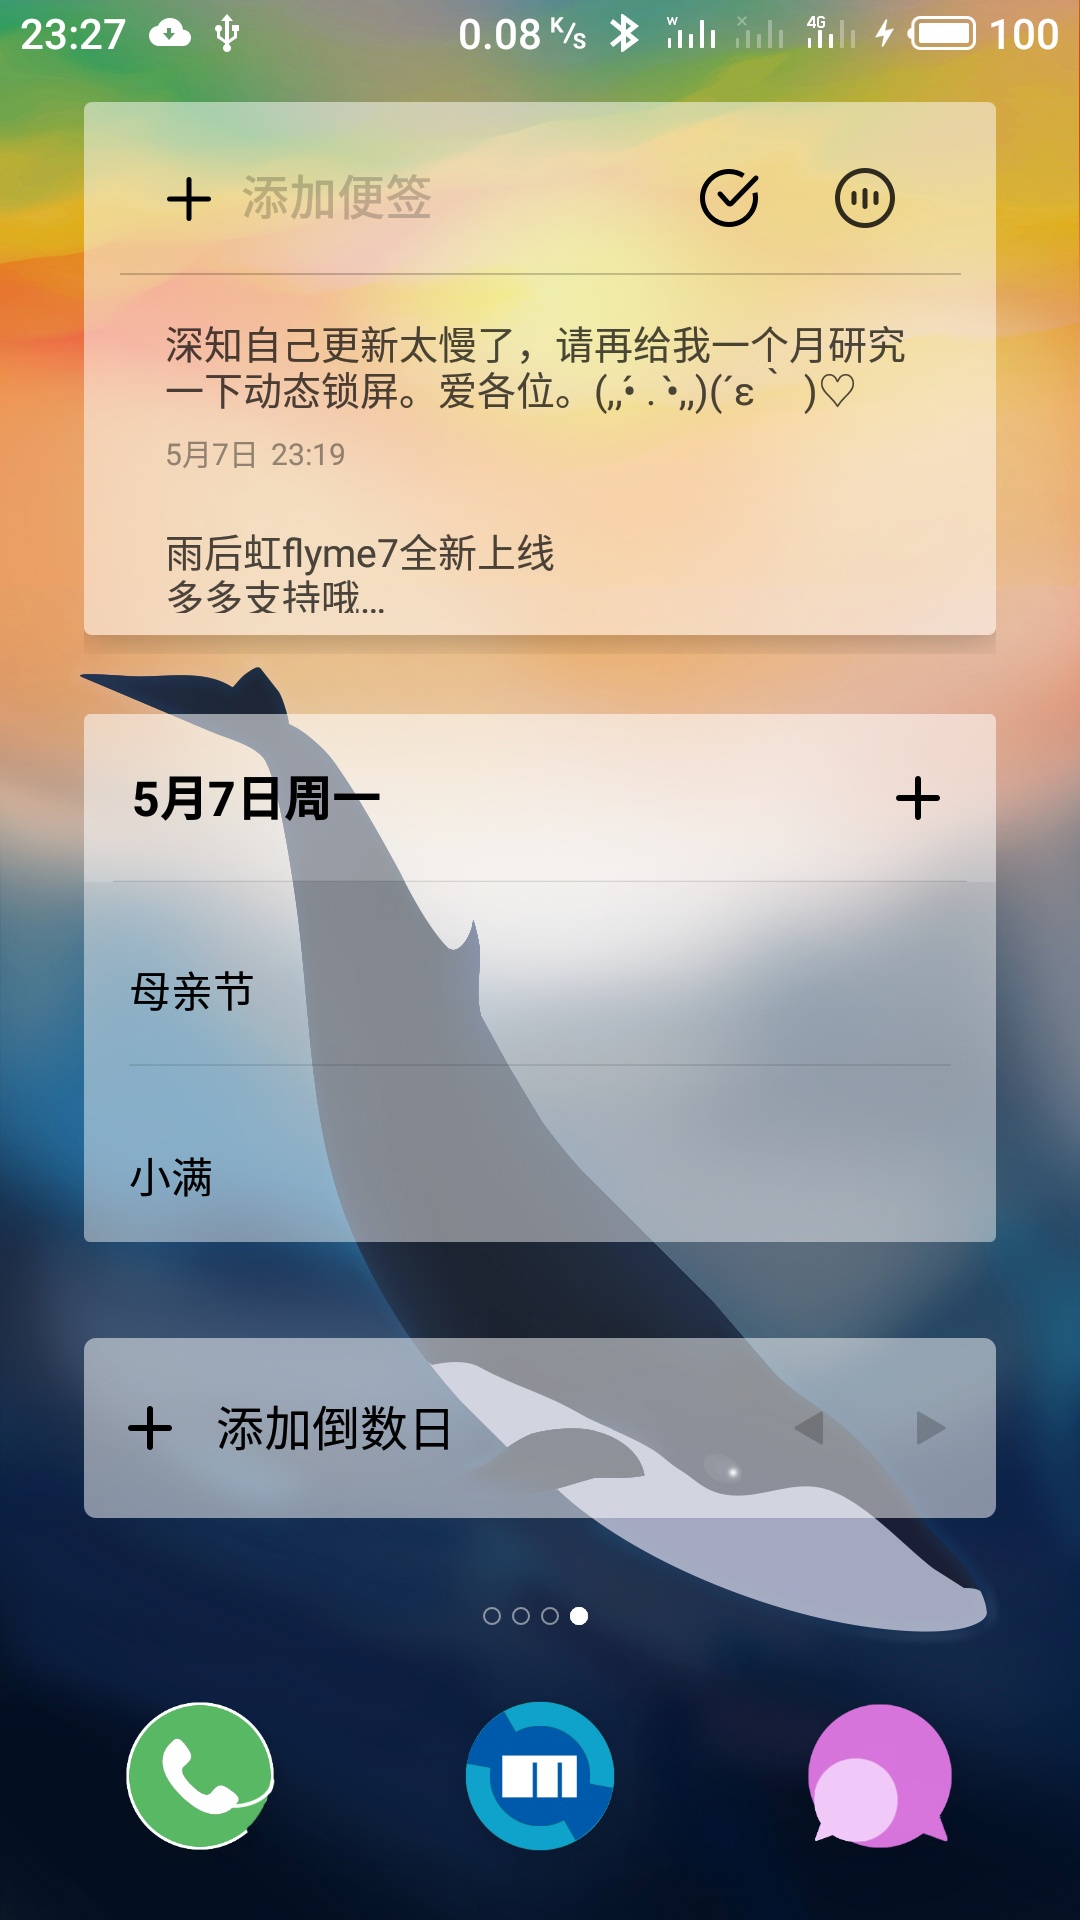 23:27 0.08 K/s W 4G 100
添加便签
深知自己更新太慢了，请再给我一个月研究
一下动态锁屏。爱各位。(,,•́ . •̀,,)(´ε｀ )♡
5月7日 23:19
雨后虹flyme7全新上线
多多支持哦...
5月7日周一
母亲节
小满
添加倒数日